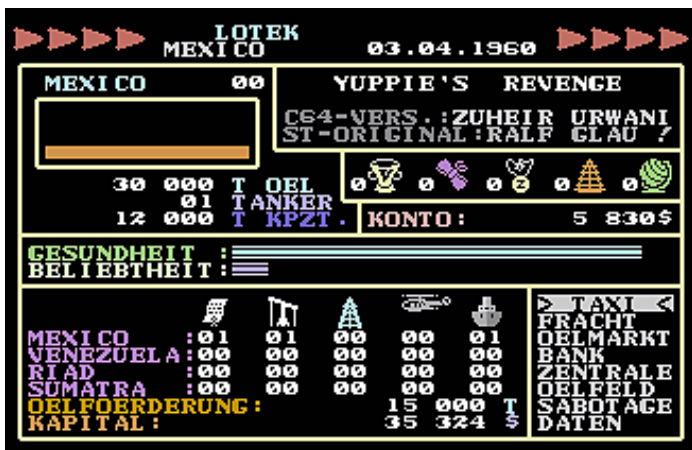 LOTEK
MEXICO 03.04.1960
MEXICO 00
YUPPIE'S REVENGE
C64-VERS.:ZUHEIR URWANI
ST-ORIGINAL:RALF GLAU !
30 000 T OEL
01 TANKER
12 000 T KPZT.
0 0 0 0 0
KONTO: 5 830$
GESUNDHEIT :
BELIEBTHEIT:
MEXICO :01 01 00 00 01
VENEZUELA:00 00 00 00 00
RIAD :00 00 00 00 00
SUMATRA :00 00 00 00 00
OELFOERDERUNG: 15 000 T
KAPITAL: 35 324 $
> TAXI <
FRACHT
OELMARKT
BANK
ZENTRALE
OELFELD
SABOTAGE
DATEN